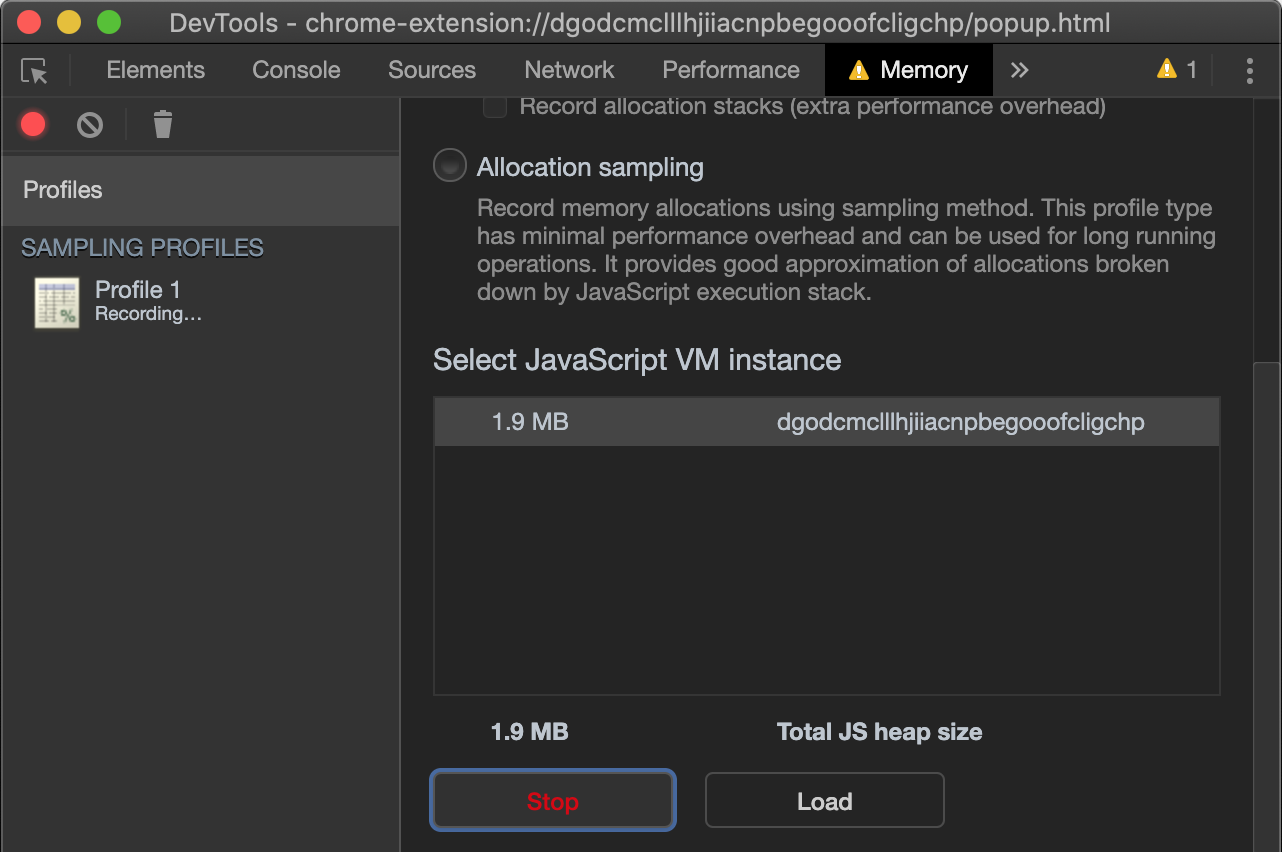 DevTools - chrome-extension://dgodcmclllhjiiacnpbegooofcligchp/popup.html
Elements Console Sources Network Performance Memory 1
Record allocation stacks (extra performance overhead)
Profiles
Allocation sampling
Record memory allocations using sampling method. This profile type
has minimal performance overhead and can be used for long running
operations. It provides good approximation of allocations broken
down by JavaScript execution stack.
SAMPLING PROFILES
Profile 1
Recording…
Select JavaScript VM instance
1.9 MB dgodcmclllhjiiacnpbegooofcligchp
1.9 MB Total JS heap size
Stop Load